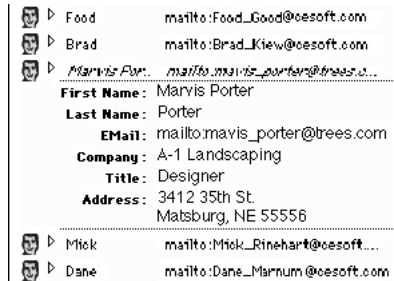 Food mailto:Food_Good@cesoft.com
Brad mailto:Brad_Kiew@cesoft.com
Marvis Por... mailto:mavis_porter@trees.c...
First Name: Marvis Porter
Last Name: Porter
EMail: mailto:mavis_porter@trees.com
Company: A-1 Landscaping
Title: Designer
Address: 3412 35th St.
Matsburg, NE 55556
Mick mailto:Mick_Rinehart@cesoft....
Dane mailto:Dane_Marnum@cesoft.com